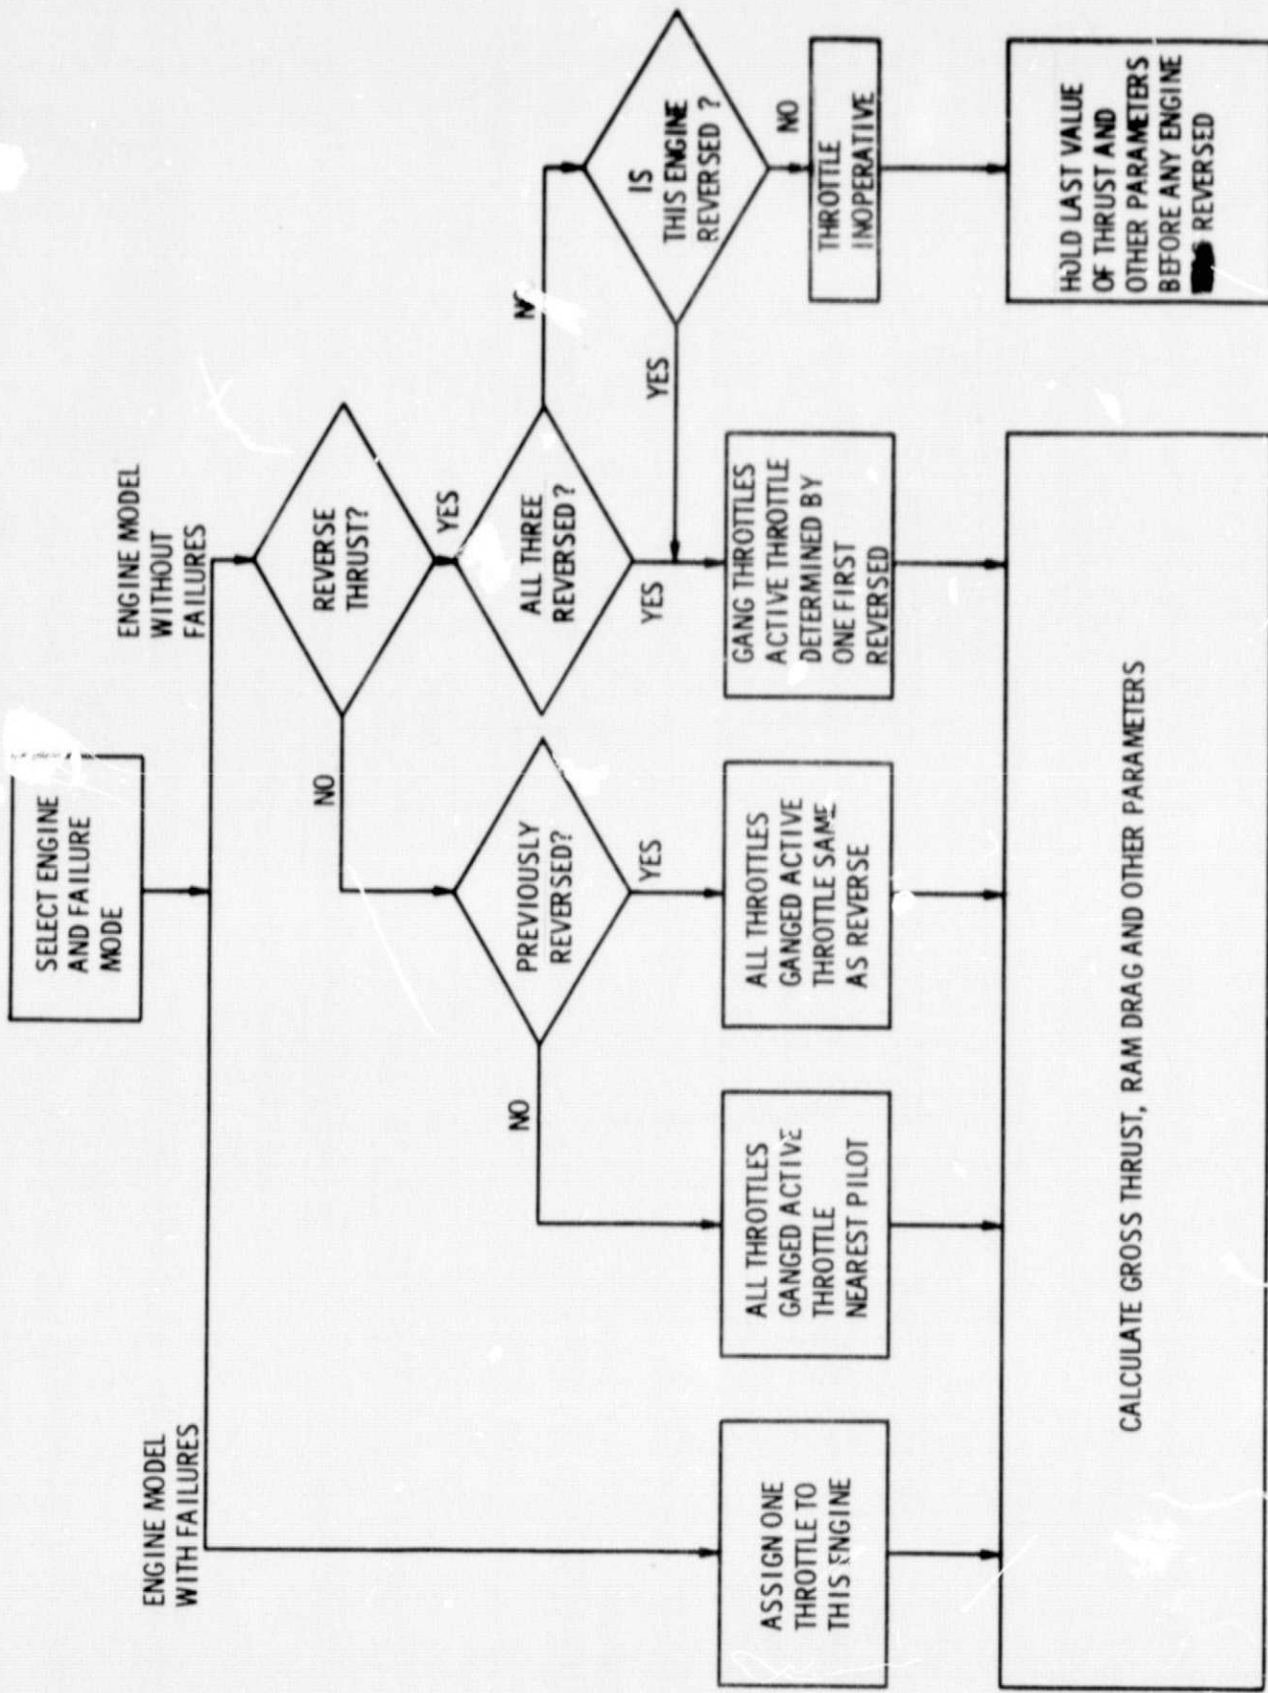 SELECT ENGINE
AND FAILURE
MODE
ENGINE MODEL
WITH FAILURES
ENGINE MODEL
WITHOUT
FAILURES
REVERSE
THRUST?
NO
YES
PREVIOUSLY
REVERSED?
NO
YES
ALL THREE
REVERSED?
NO
YES
IS
THIS ENGINE
REVERSED ?
YES
NO
ASSIGN ONE
THROTTLE TO
THIS ENGINE
ALL THROTTLES
GANGED ACTIVE
THROTTLE
NEAREST PILOT
ALL THROTTLES
GANGED ACTIVE
THROTTLE SAME
AS REVERSE
GANG THROTTLES
ACTIVE THROTTLE
DETERMINED BY
ONE FIRST
REVERSED
THROTTLE
INOPERATIVE
CALCULATE GROSS THRUST, RAM DRAG AND OTHER PARAMETERS
HOLD LAST VALUE
OF THRUST AND
OTHER PARAMETERS
BEFORE ANY ENGINE
REVERSED